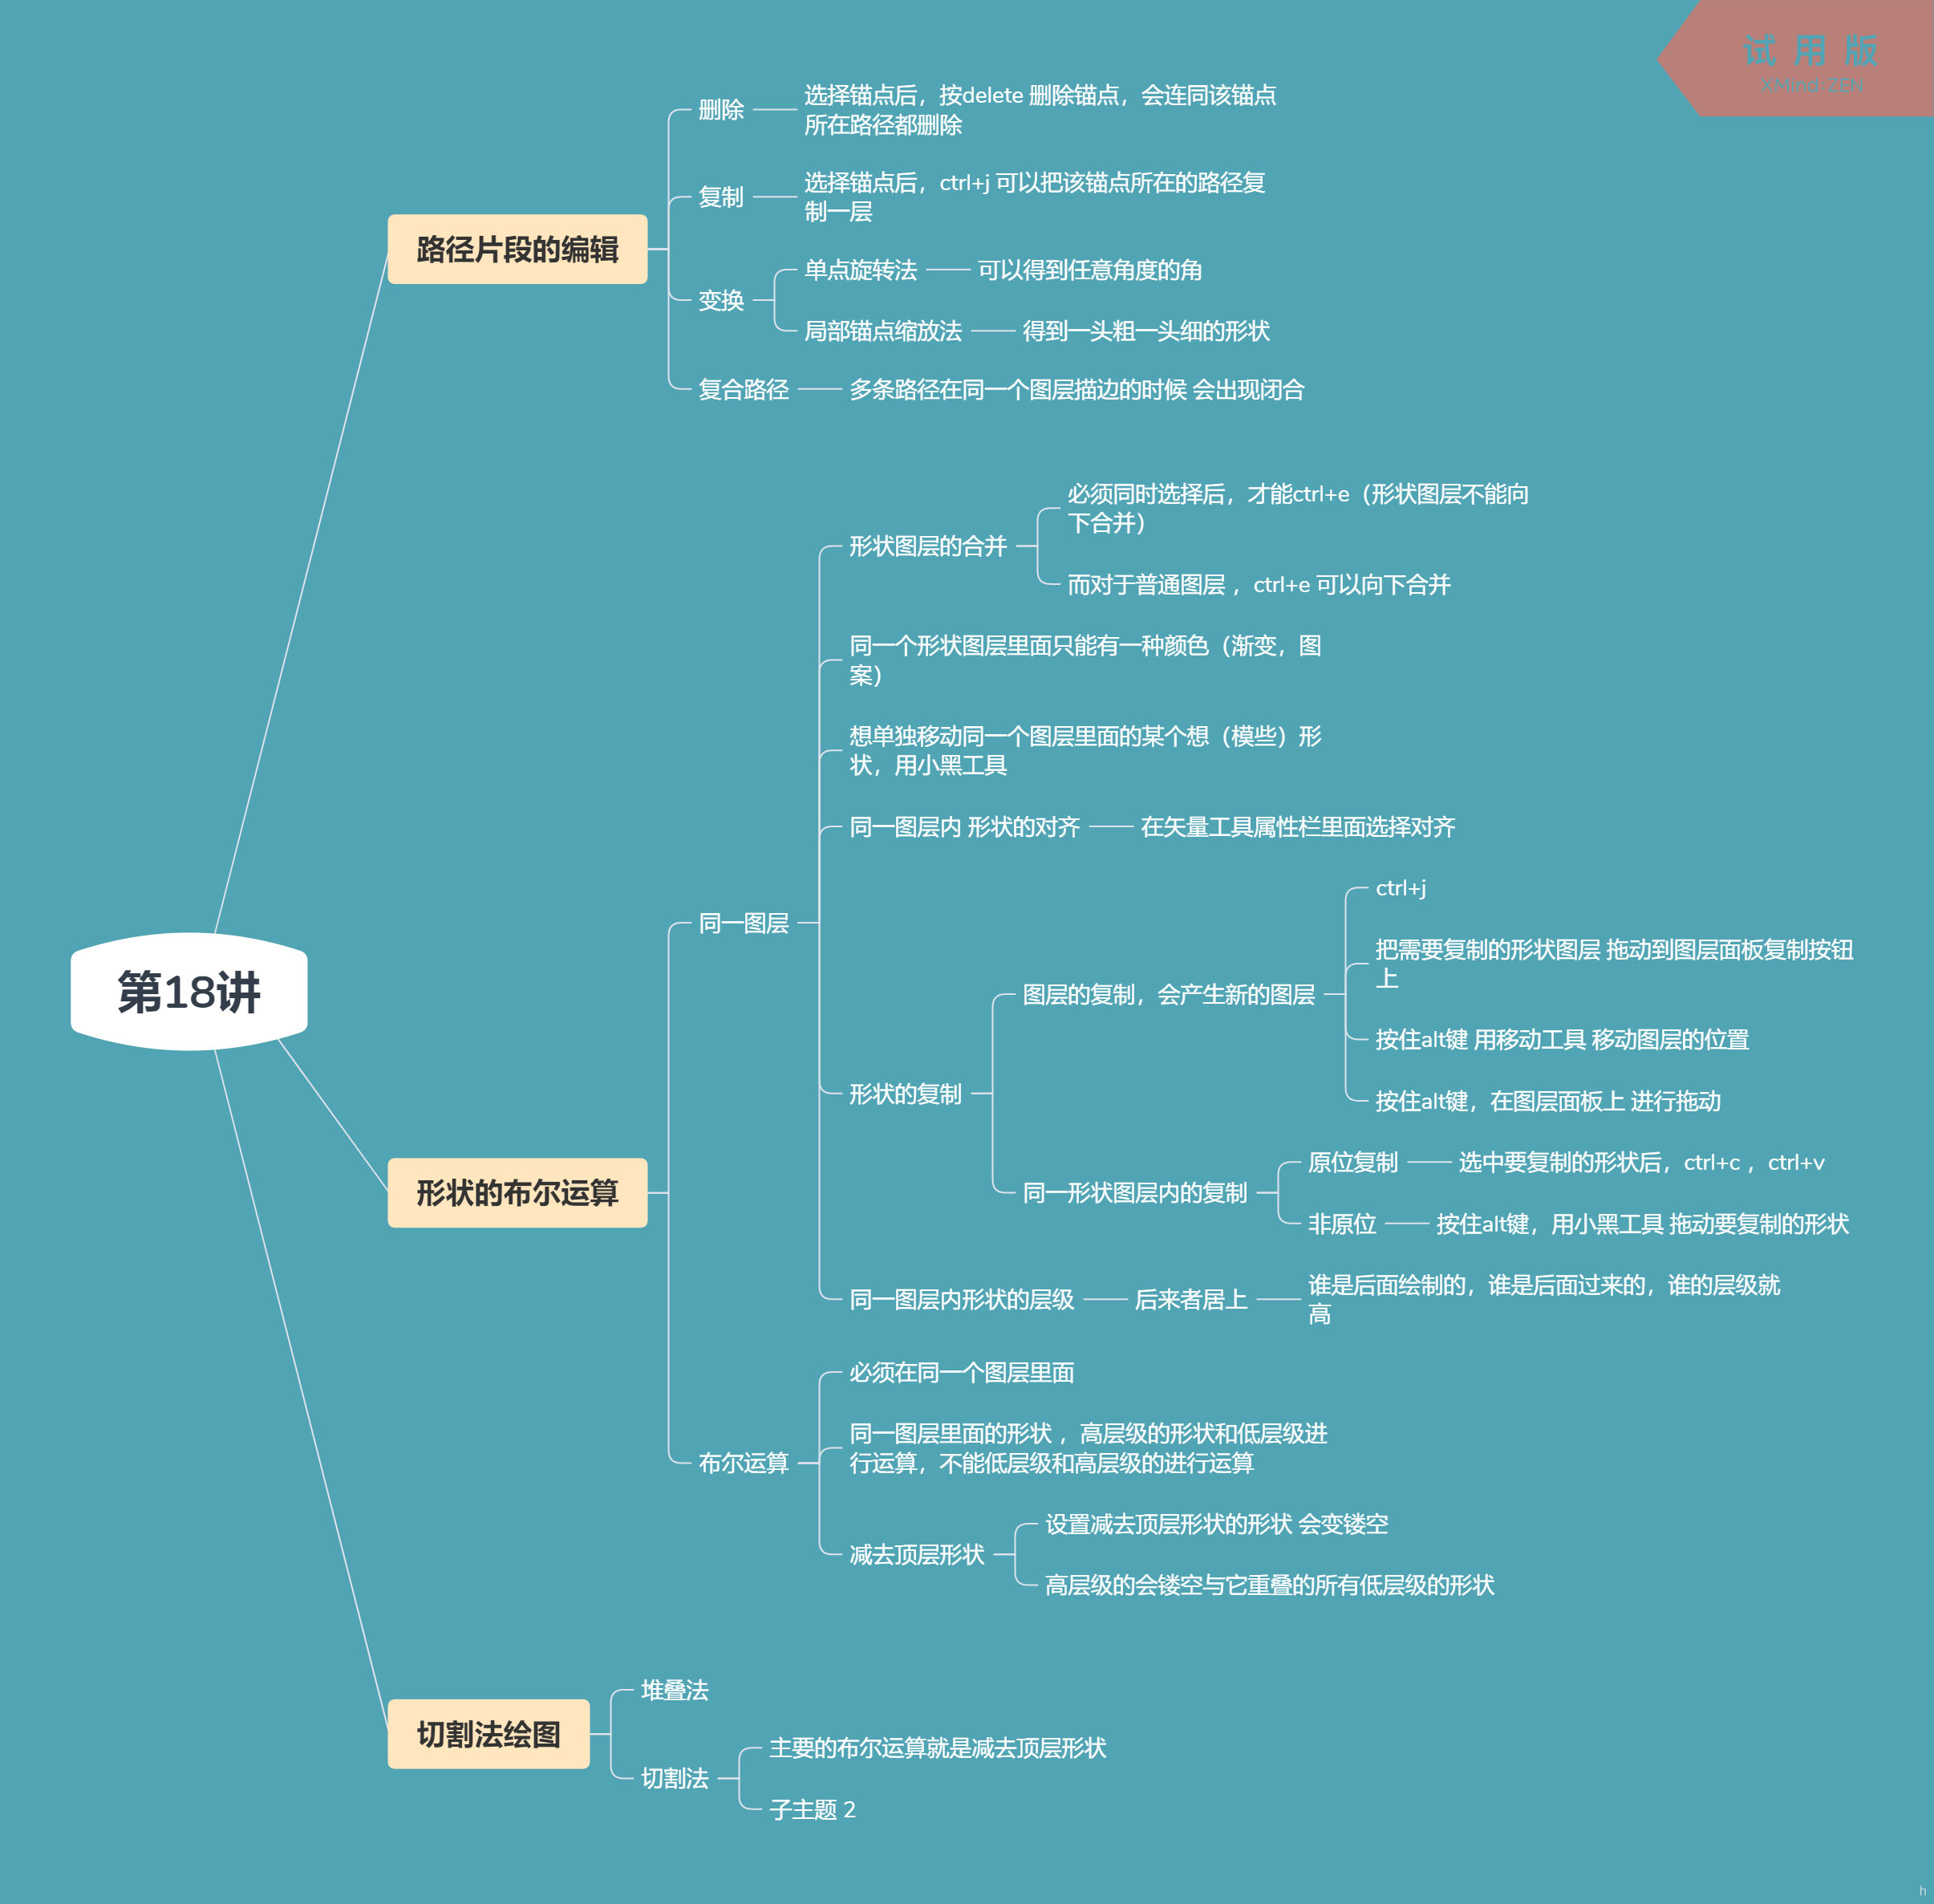 试 用 版
XMind:ZEN
第18讲
路径片段的编辑
删除
选择锚点后，按delete 删除锚点，会连同该锚点
所在路径都删除
复制
选择锚点后，ctrl+j 可以把该锚点所在的路径复
制一层
变换
单点旋转法
可以得到任意角度的角
局部锚点缩放法
得到一头粗一头细的形状
复合路径
多条路径在同一个图层描边的时候 会出现闭合
形状的布尔运算
同一图层
形状图层的合并
必须同时选择后，才能ctrl+e（形状图层不能向
下合并）
而对于普通图层 ，ctrl+e 可以向下合并
同一个形状图层里面只能有一种颜色（渐变，图
案）
想单独移动同一个图层里面的某个想（模些）形
状，用小黑工具
同一图层内 形状的对齐
在矢量工具属性栏里面选择对齐
形状的复制
图层的复制，会产生新的图层
ctrl+j
把需要复制的形状图层 拖动到图层面板复制按钮
上
按住alt键 用移动工具 移动图层的位置
按住alt键，在图层面板上 进行拖动
同一形状图层内的复制
原位复制
选中要复制的形状后，ctrl+c ，ctrl+v
非原位
按住alt键，用小黑工具 拖动要复制的形状
同一图层内形状的层级
后来者居上
谁是后面绘制的，谁是后面过来的，谁的层级就
高
布尔运算
必须在同一个图层里面
同一图层里面的形状 ，高层级的形状和低层级进
行运算，不能低层级和高层级的进行运算
减去顶层形状
设置减去顶层形状的形状 会变镂空
高层级的会镂空与它重叠的所有低层级的形状
切割法绘图
堆叠法
切割法
主要的布尔运算就是减去顶层形状
子主题 2
h